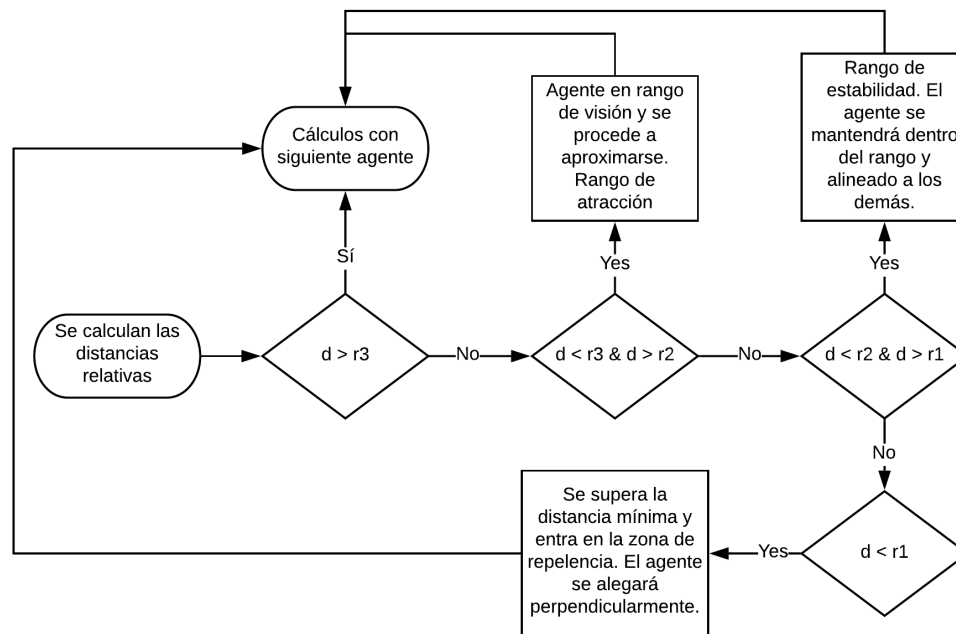 Cálculos con
siguiente agente
Agente en rango
de visión y se
procede a
aproximarse.
Rango de
atracción
Rango de
estabilidad. El
agente se
mantendrá dentro
del rango y
alineado a los
demás.
Sí
Yes
Yes
Se calculan las
distancias
relativas
d > r3
No
d < r3 & d > r2
No
d < r2 & d > r1
No
Se supera la
distancia mínima y
entra en la zona de
repelencia. El agente
se alegará
perpendicularmente.
Yes
d < r1